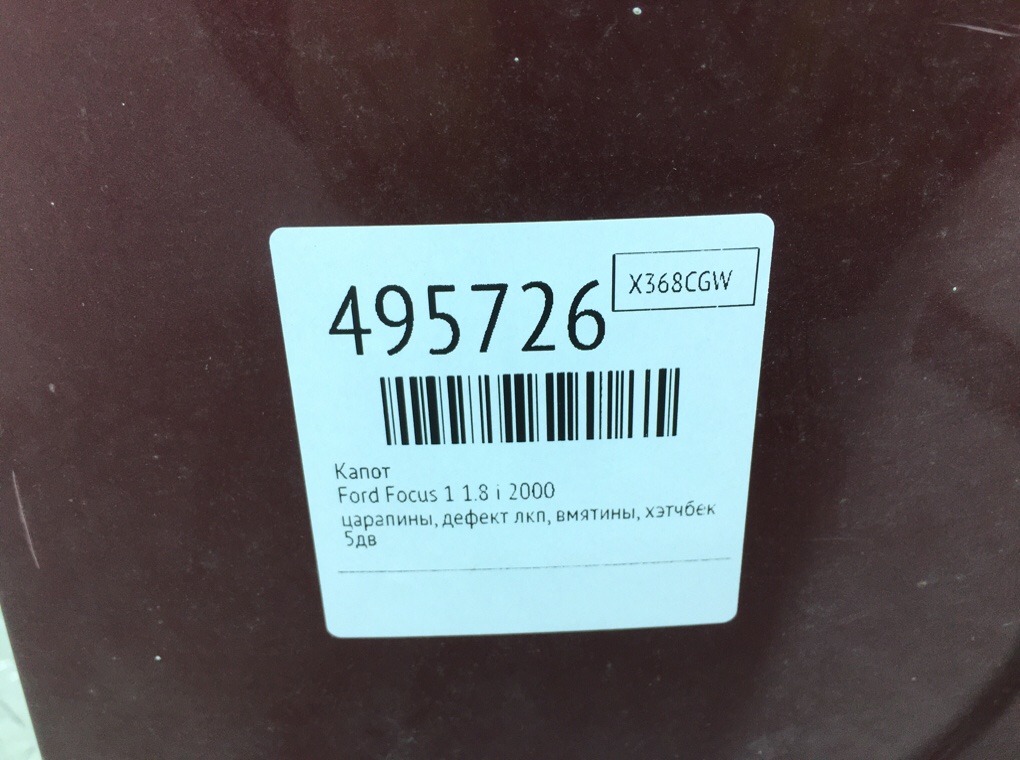 X368CGW
495726
Капот
Ford Focus 1 1.8 i 2000
царапины, дефект лкп, вмятины, хэтчбек
5дв